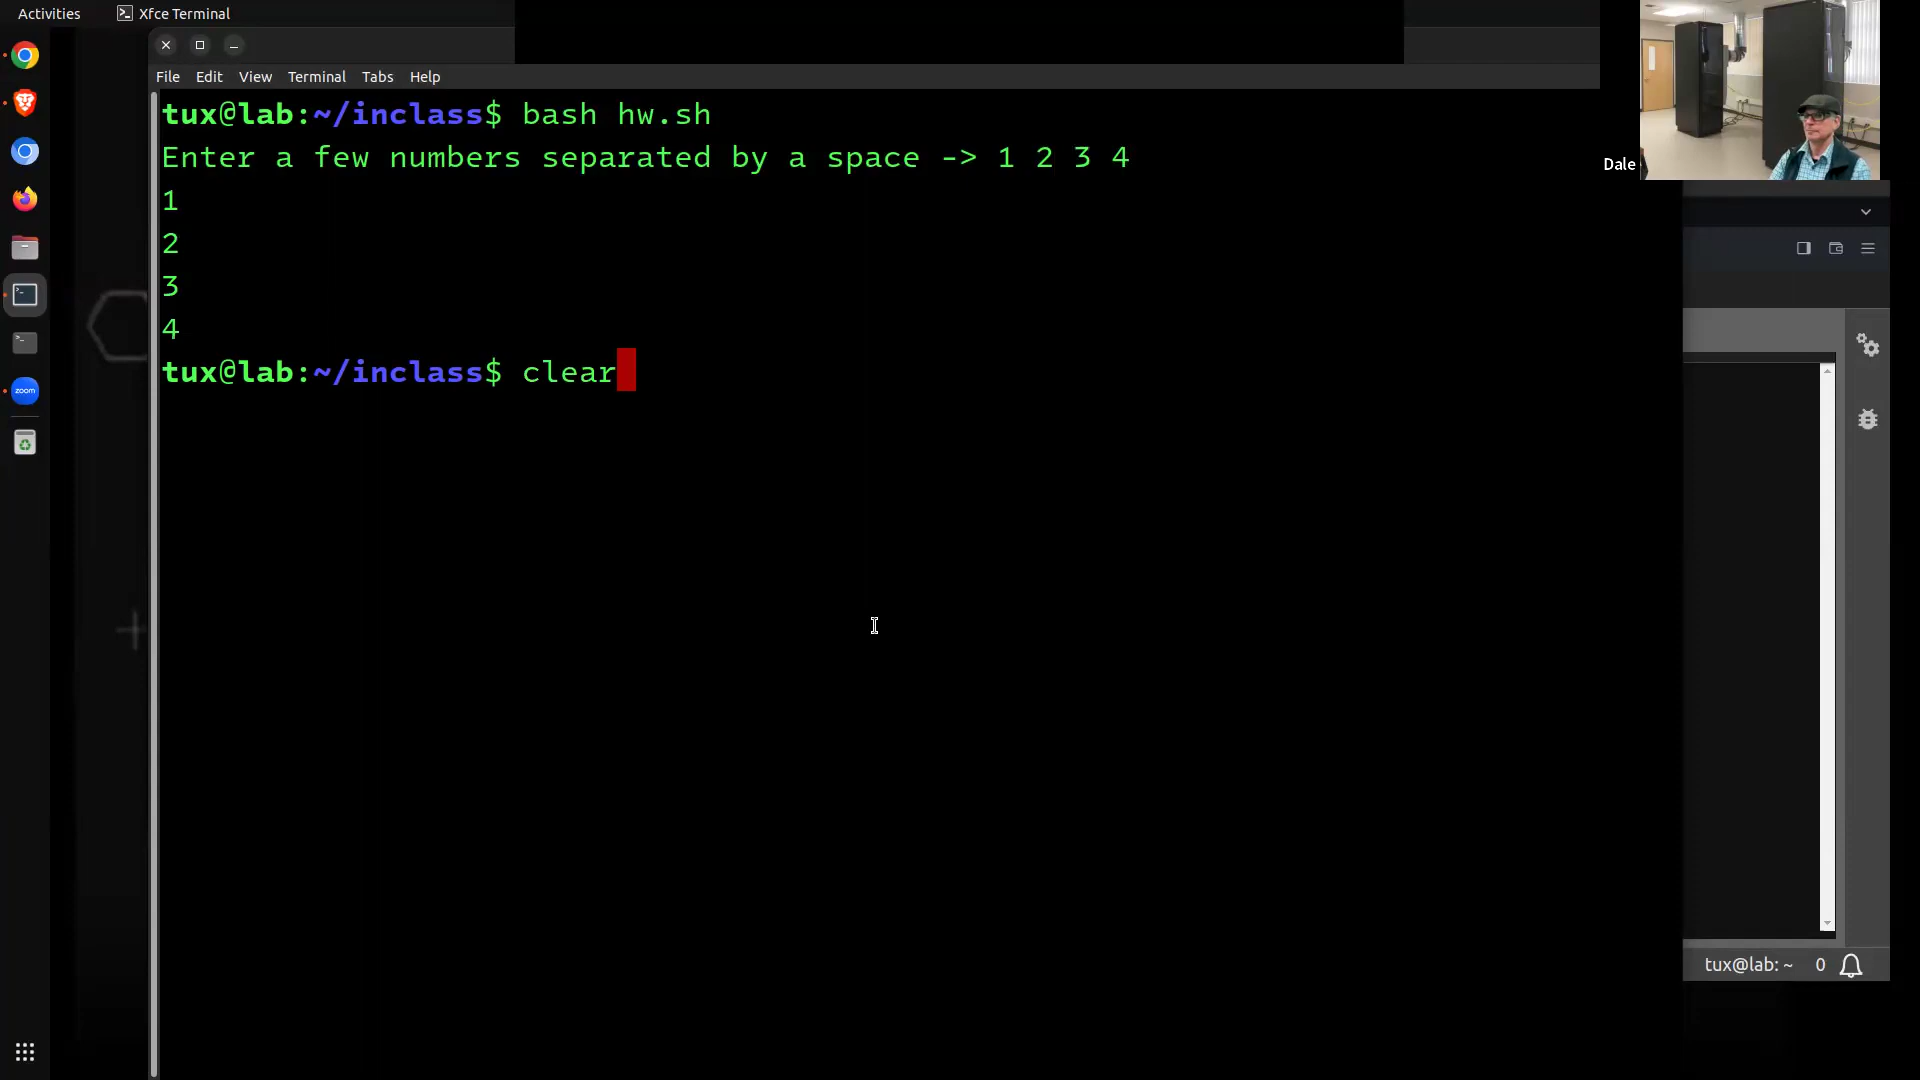 Activities
Xfce Terminal
File Edit View Terminal Tabs Help
tux@lab:~/inclass$ bash hw.sh
Enter a few numbers separated by a space -> 1 2 3 4
1
2
3
4
tux@lab:~/inclass$ clear
Dale
zoom
tux@lab: ~ 0